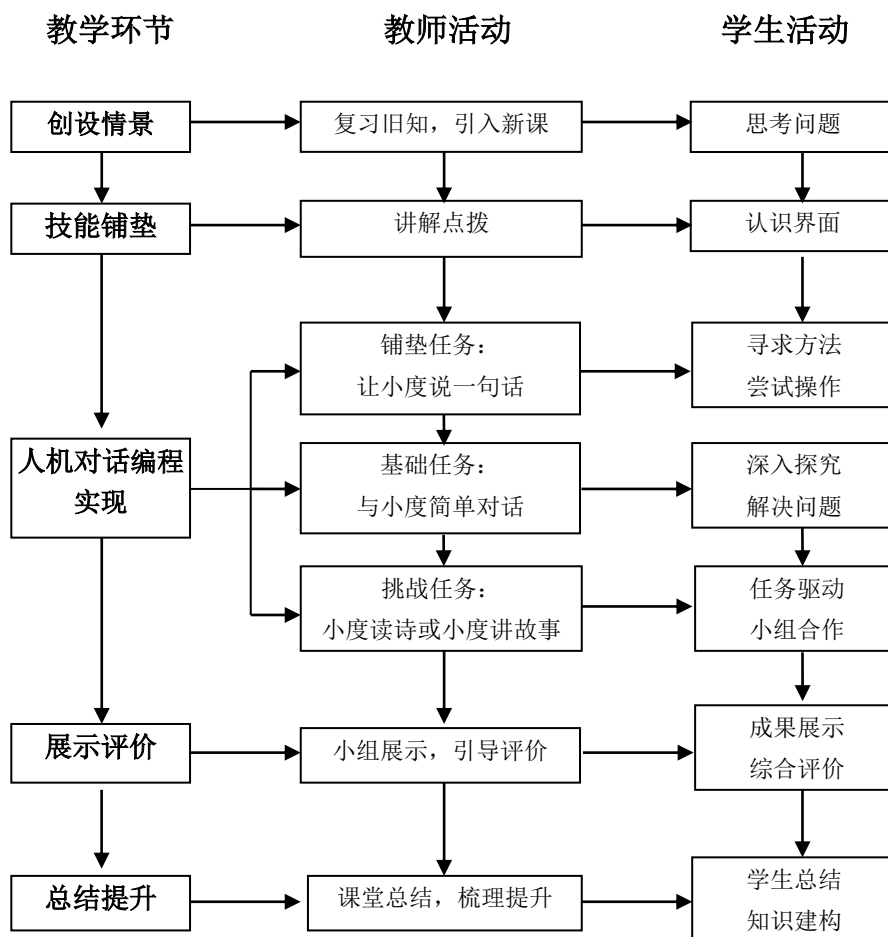 教学环节 教师活动 学生活动
创设情景 复习旧知，引入新课 思考问题
技能铺垫 讲解点拨 认识界面
铺垫任务：
让小度说一句话
寻求方法
尝试操作
人机对话编程
实现
基础任务：
与小度简单对话
深入探究
解决问题
挑战任务：
小度读诗或小度讲故事
任务驱动
小组合作
展示评价 小组展示，引导评价
成果展示
综合评价
总结提升 课堂总结，梳理提升
学生总结
知识建构